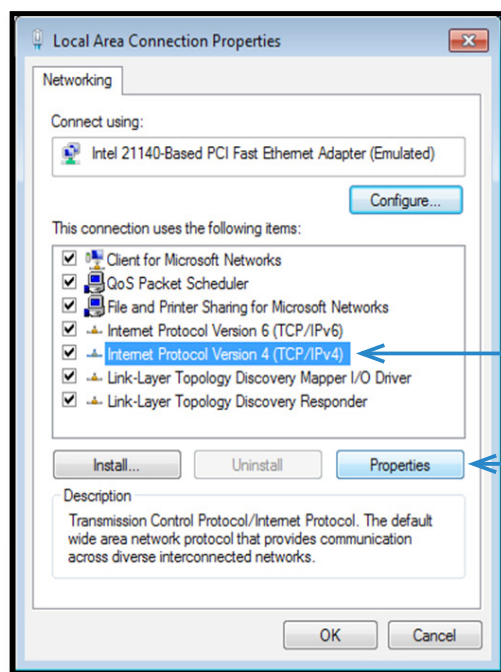 Local Area Connection Properties
Networking
Connect using:
Intel 21140-Based PCI Fast Ethernet Adapter (Emulated)
Configure...
This connection uses the following items:
Client for Microsoft Networks
QoS Packet Scheduler
File and Printer Sharing for Microsoft Networks
Internet Protocol Version 6 (TCP/IPv6)
Internet Protocol Version 4 (TCP/IPv4)
Link-Layer Topology Discovery Mapper I/O Driver
Link-Layer Topology Discovery Responder
Install... Uninstall Properties
Description
Transmission Control Protocol/Internet Protocol. The default
wide area network protocol that provides communication
across diverse interconnected networks.
OK Cancel